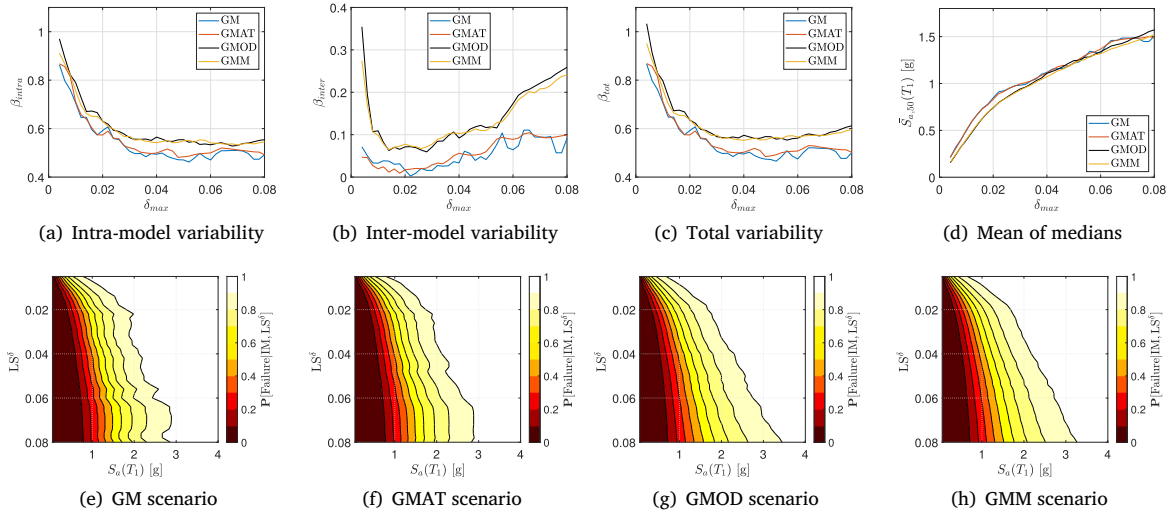 GM
GMAT
GMOD
GMM
1
0.8
0.6
0.4
0 0.02 0.04 0.06 0.08
β_intra
δ_max
(a) Intra-model variability
GM
GMAT
GMOD
GMM
0.4
0.3
0.2
0.1
0
0 0.02 0.04 0.06 0.08
β_inter
δ_max
(b) Inter-model variability
GM
GMAT
GMOD
GMM
1
0.8
0.6
0.4
0 0.02 0.04 0.06 0.08
β_tot
δ_max
(c) Total variability
GM
GMAT
GMOD
GMM
1.5
1
0.5
0
0 0.02 0.04 0.06 0.08
S̄_a,50(T_1) [g]
δ_max
(d) Mean of medians
0.02
0.04
0.06
0.08
LS^δ
1 2 3 4
S_a(T_1) [g]
1
0.8
0.6
0.4
0.2
0
P[Failure|IM, LS^δ]
(e) GM scenario
0.02
0.04
0.06
0.08
LS^δ
1 2 3 4
S_a(T_1) [g]
1
0.8
0.6
0.4
0.2
0
P[Failure|IM, LS^δ]
(f) GMAT scenario
0.02
0.04
0.06
0.08
LS^δ
1 2 3 4
S_a(T_1) [g]
1
0.8
0.6
0.4
0.2
0
P[Failure|IM, LS^δ]
(g) GMOD scenario
0.02
0.04
0.06
0.08
LS^δ
1 2 3 4
S_a(T_1) [g]
1
0.8
0.6
0.4
0.2
0
P[Failure|IM, LS^δ]
(h) GMM scenario